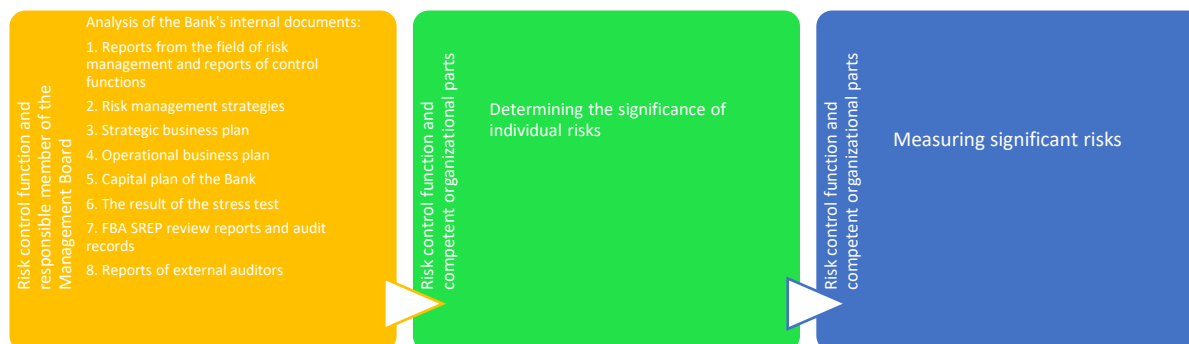 Risk control function and
responsible member of the
Management Board
Analysis of the Bank's internal documents:
1. Reports from the field of risk
management and reports of control
functions
2. Risk management strategies
3. Strategic business plan
4. Operational business plan
5. Capital plan of the Bank
6. The result of the stress test
7. FBA SREP review reports and audit
records
8. Reports of external auditors
Risk control function and
competent organizational parts
Determining the significance of
individual risks
Risk control function and
competent organizational parts
Measuring significant risks